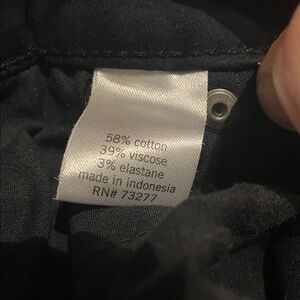 58% cotton
39% viscose
3% elastane
made in indonesia
RN# 73277